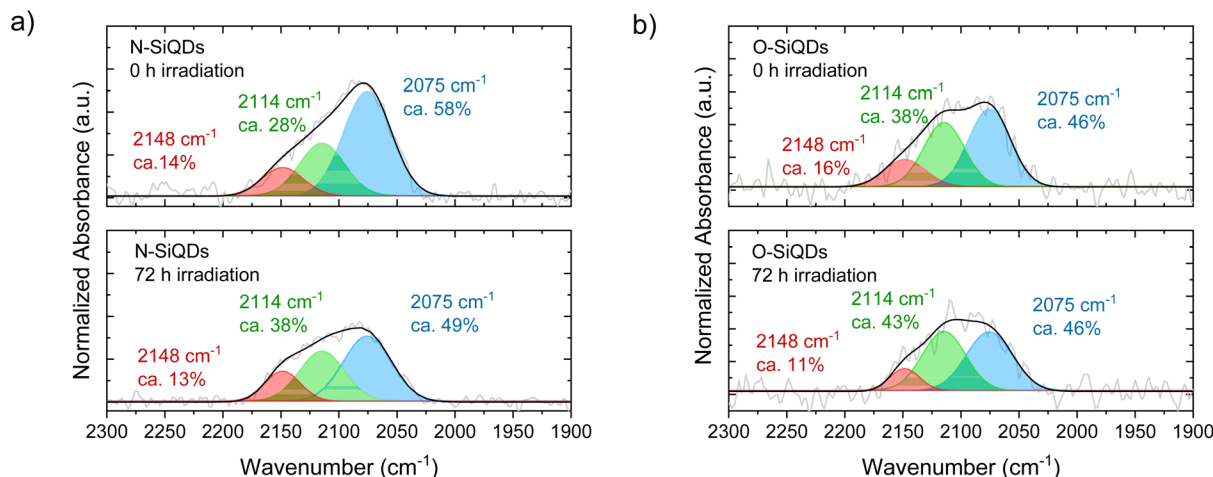 a)
Normalized Absorbance (a.u.)
N-SiQDs
0 h irradiation
2148 cm⁻¹
ca.14%
2114 cm⁻¹
ca. 28%
2075 cm⁻¹
ca. 58%
N-SiQDs
72 h irradiation
2148 cm⁻¹
ca. 13%
2114 cm⁻¹
ca. 38%
2075 cm⁻¹
ca. 49%
2300 2250 2200 2150 2100 2050 2000 1950 1900
Wavenumber (cm⁻¹)
b)
Normalized Absorbance (a.u.)
O-SiQDs
0 h irradiation
2148 cm⁻¹
ca. 16%
2114 cm⁻¹
ca. 38%
2075 cm⁻¹
ca. 46%
O-SiQDs
72 h irradiation
2148 cm⁻¹
ca. 11%
2114 cm⁻¹
ca. 43%
2075 cm⁻¹
ca. 46%
2300 2250 2200 2150 2100 2050 2000 1950 1900
Wavenumber (cm⁻¹)